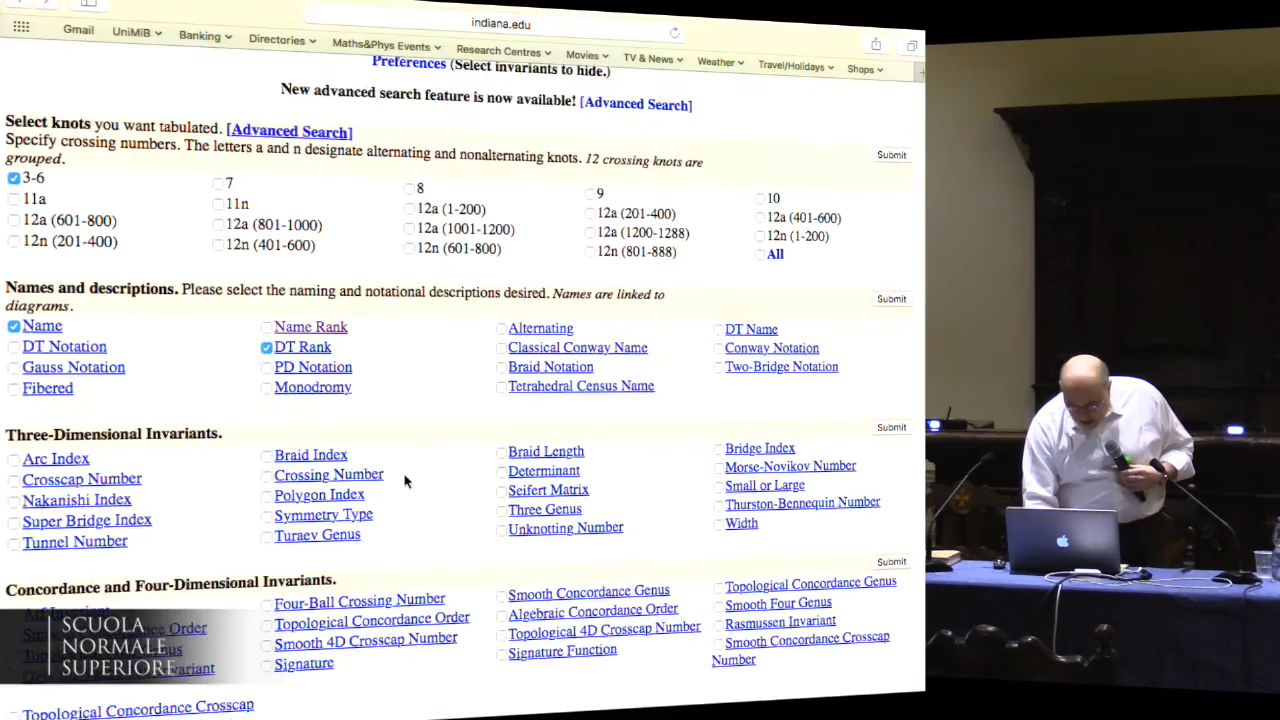 indiana.edu
Gmail UniMiB Banking Directories Maths&Phys Events Research Centres Movies TV & News Weather Travel/Holidays Shops
Preferences (Select invariants to hide.)
New advanced search feature is now available! [Advanced Search]
Select knots you want tabulated. [Advanced Search]
Specify crossing numbers. The letters a and n designate alternating and nonalternating knots. 12 crossing knots are
grouped.
Submit
3-6 7 8 9 10
11a 11n 12a (1-200) 12a (201-400) 12a (401-600)
12a (601-800) 12a (801-1000) 12a (1001-1200) 12a (1200-1288) 12n (1-200)
12n (201-400) 12n (401-600) 12n (601-800) 12n (801-888) All
Names and descriptions. Please select the naming and notational descriptions desired. Names are linked to
diagrams.
Submit
Name Name Rank Alternating DT Name
DT Notation DT Rank Classical Conway Name Conway Notation
Gauss Notation PD Notation Braid Notation Two-Bridge Notation
Fibered Monodromy Tetrahedral Census Name
Three-Dimensional Invariants.
Submit
Arc Index Braid Index Braid Length Bridge Index
Crosscap Number Crossing Number Determinant Morse-Novikov Number
Nakanishi Index Polygon Index Seifert Matrix Small or Large
Super Bridge Index Symmetry Type Three Genus Thurston-Bennequin Number
Tunnel Number Turaev Genus Unknotting Number Width
Concordance and Four-Dimensional Invariants.
Submit
Four-Ball Crossing Number Smooth Concordance Genus Topological Concordance Genus
Topological Concordance Order Algebraic Concordance Order Smooth Four Genus
Smooth 4D Crosscap Number Topological 4D Crosscap Number Rasmussen Invariant
Signature Signature Function Smooth Concordance Crosscap
Number
Topological Concordance Crosscap
SCUOLA
NORMALE
SUPERIORE